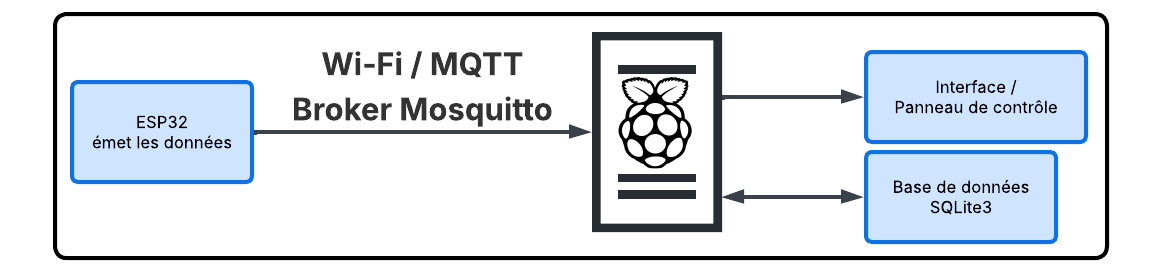 Wi-Fi / MQTT
Broker Mosquitto
ESP32
émet les données
Interface /
Panneau de contrôle
Base de données
SQLite3